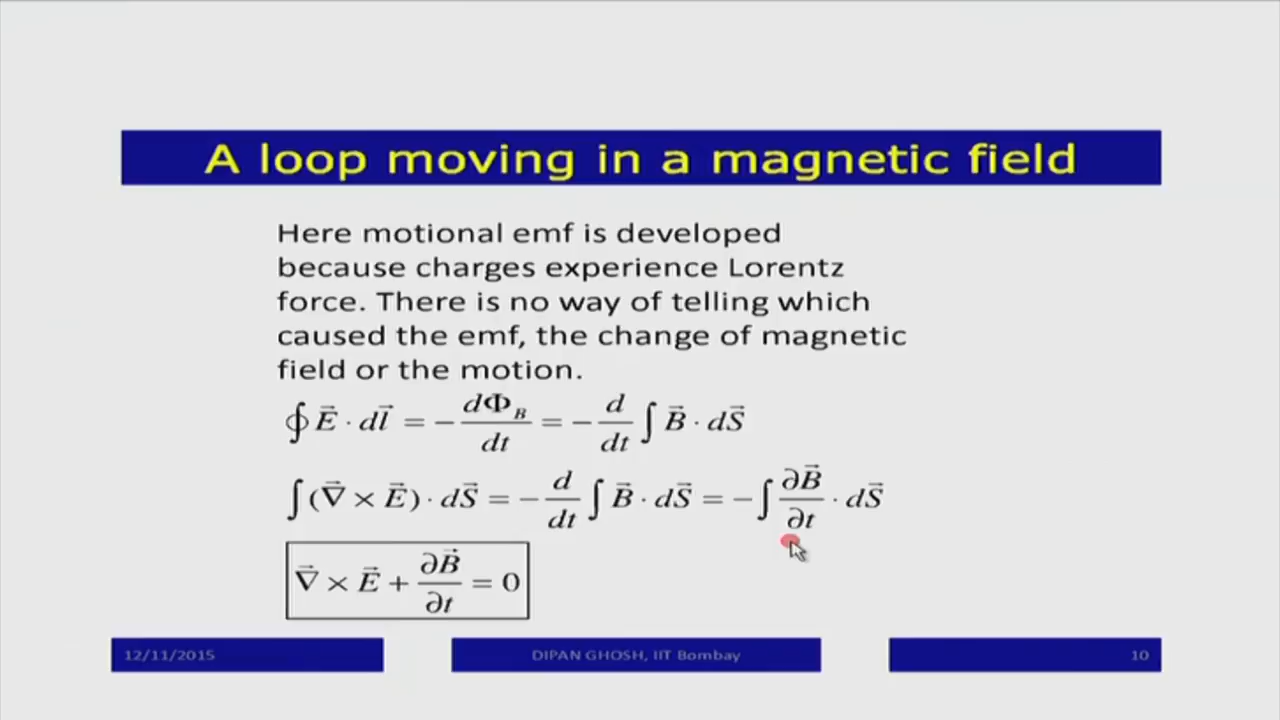 A loop moving in a magnetic field
Here motional emf is developed
because charges experience Lorentz
force. There is no way of telling which
caused the emf, the change of magnetic
field or the motion.
∮ E⃗ · dl⃗ = − dΦ_B/dt = − d/dt ∫ B⃗ · dS⃗
∫(∇⃗ × E⃗) · dS⃗ = − d/dt ∫ B⃗ · dS⃗ = − ∫ ∂B⃗/∂t · dS⃗
∇⃗ × E⃗ + ∂B⃗/∂t = 0
12/11/2015 DIPAN GHOSH, IIT Bombay 10